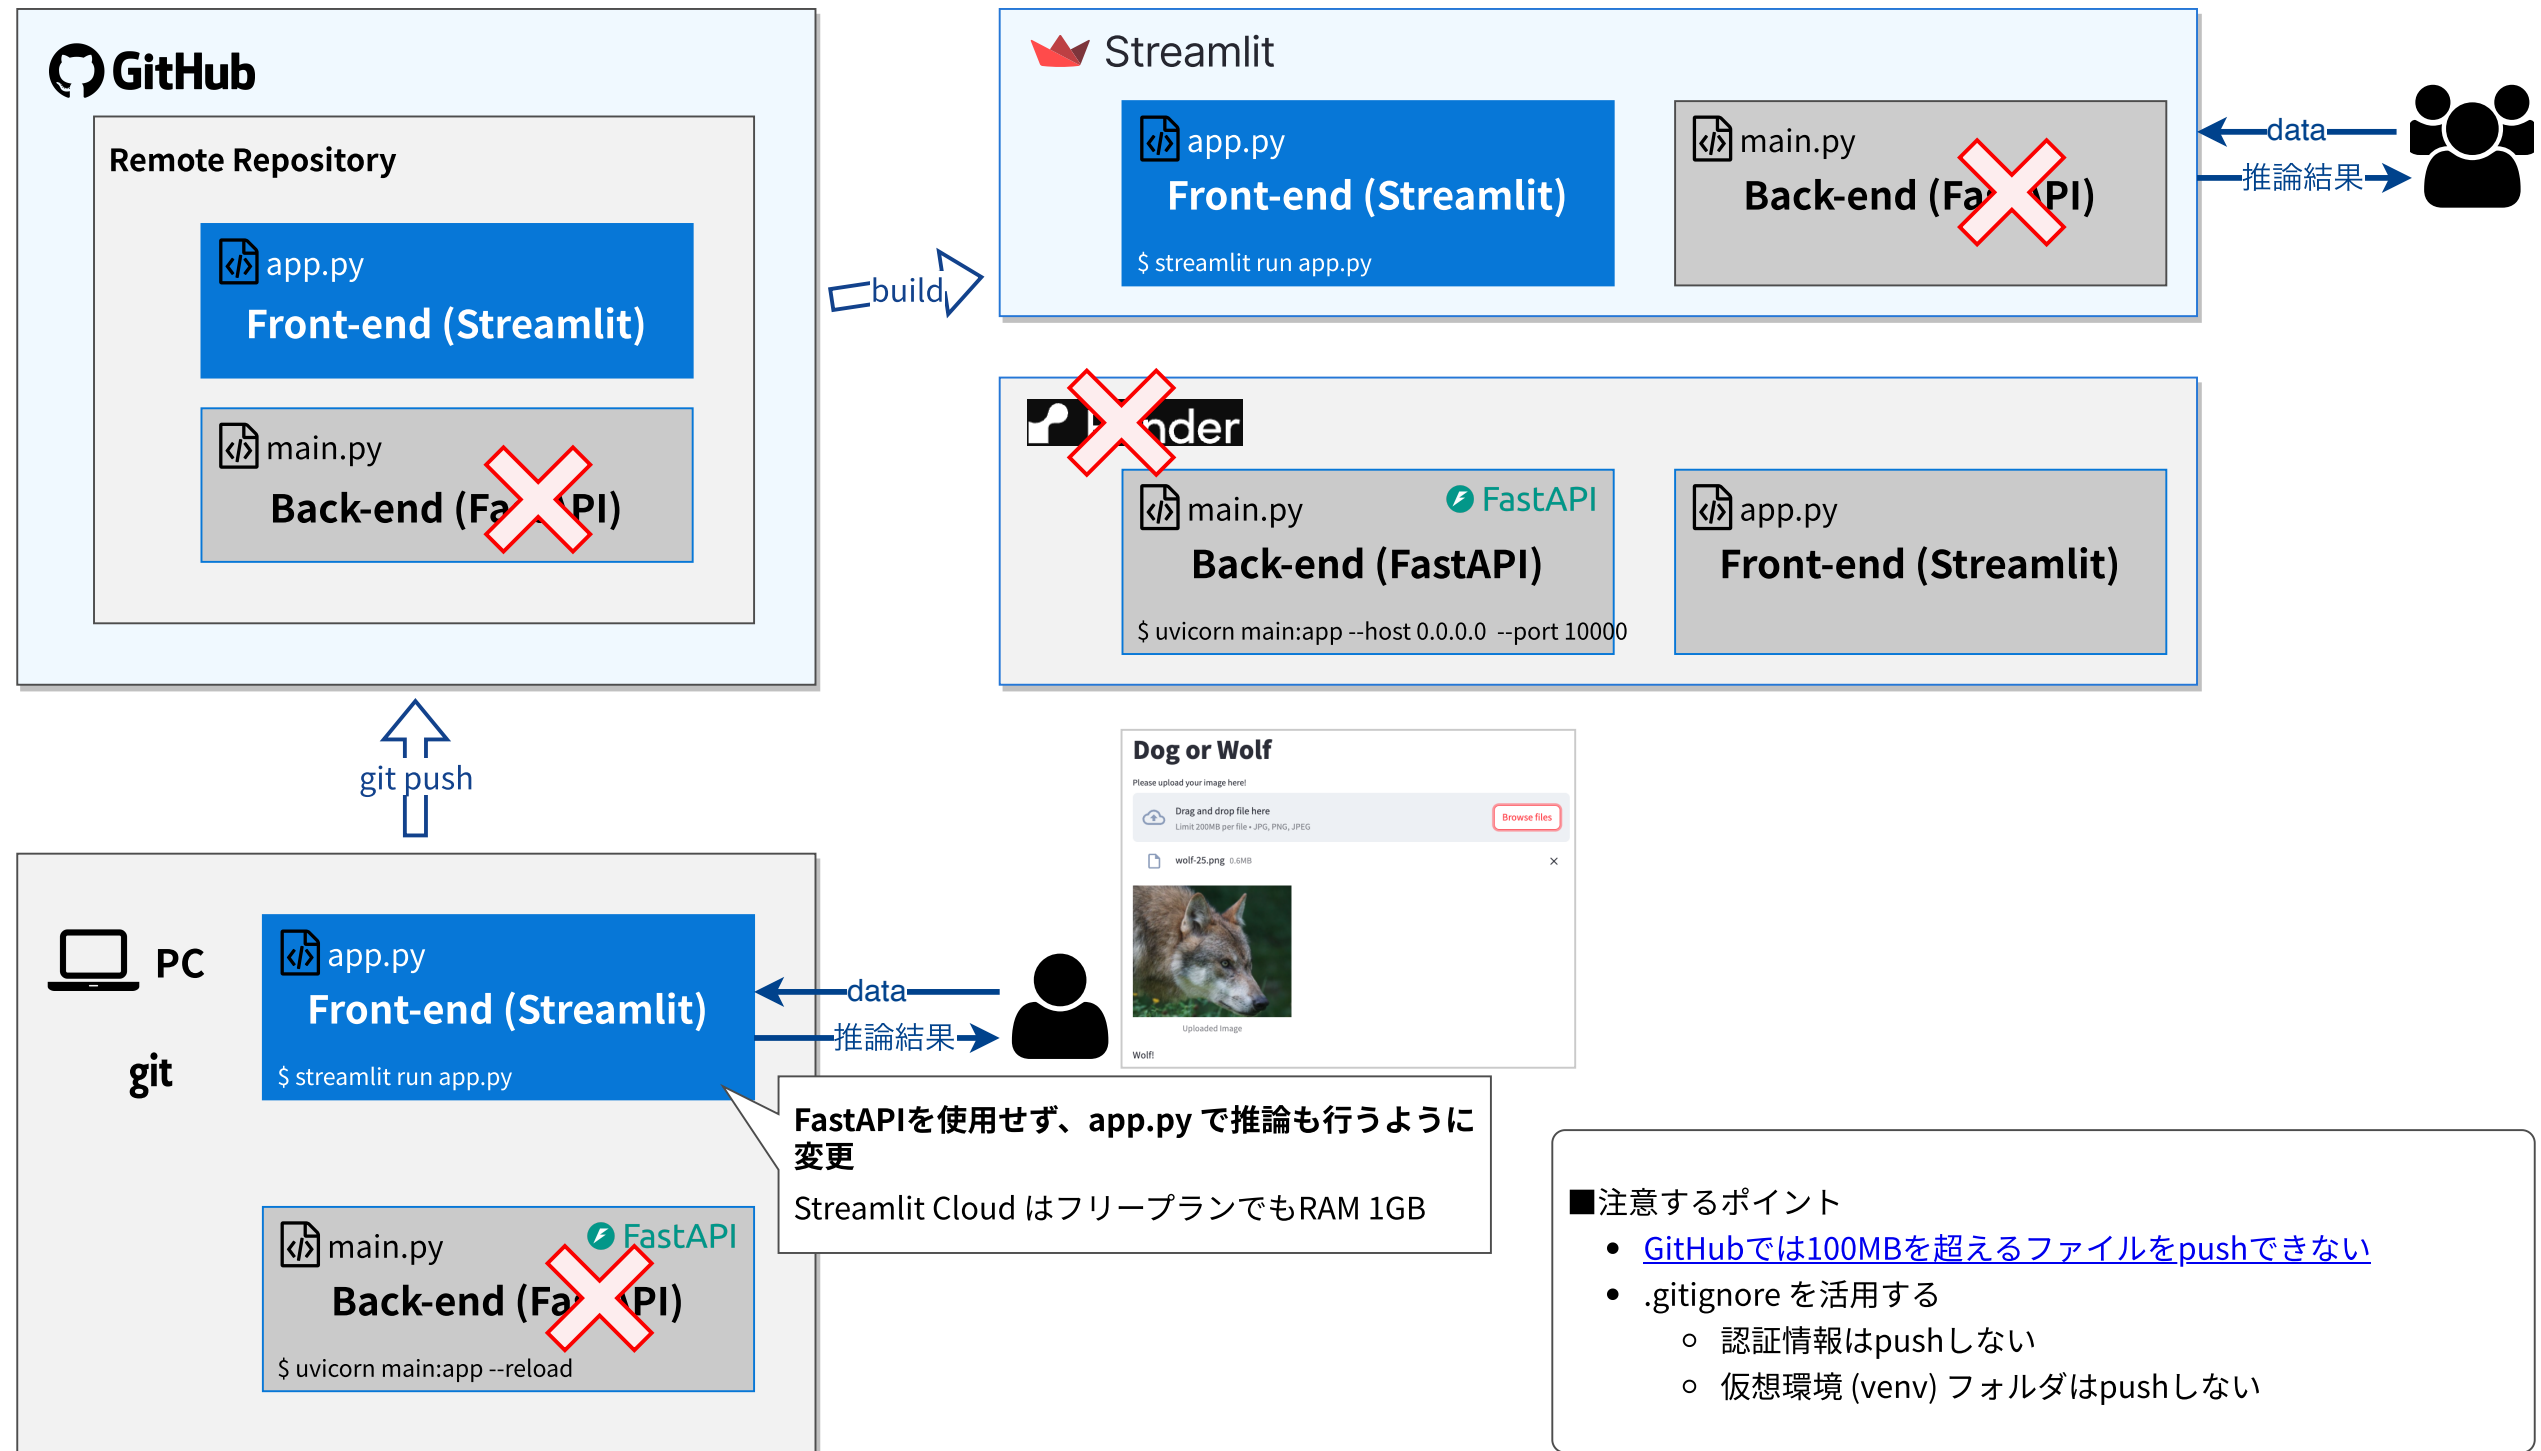 GitHub
Remote Repository
app.py
Front-end (Streamlit)
main.py
Back-end (Fa PI)
build
Streamlit
app.py
Front-end (Streamlit)
$ streamlit run app.py
main.py
Back-end (Fa PI)
data
推論結果
nder
main.py
FastAPI
Back-end (FastAPI)
$ uvicorn main:app --host 0.0.0.0 --port 10000
app.py
Front-end (Streamlit)
git push
PC
git
app.py
Front-end (Streamlit)
$ streamlit run app.py
data
推論結果
Dog or Wolf
Please upload your image here!
Drag and drop file here
Limit 200MB per file • JPG, PNG, JPEG
Browse files
wolf-25.png 0.6MB
×
Uploaded Image
Wolf!
FastAPIを使用せず、app.py で推論も行うように
変更
Streamlit Cloud はフリープランでもRAM 1GB
main.py
FastAPI
Back-end (Fa PI)
$ uvicorn main:app --reload
■注意するポイント
• GitHubでは100MBを超えるファイルをpushできない
• .gitignore を活用する
○ 認証情報はpushしない
○ 仮想環境 (venv) フォルダはpushしない